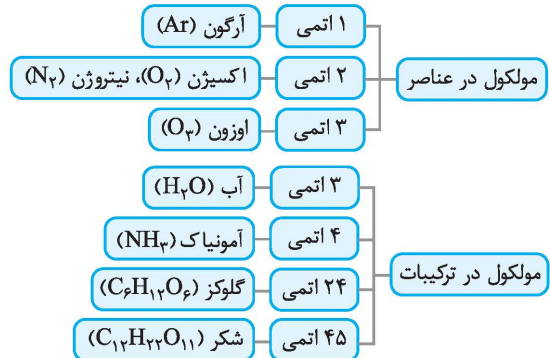 مولکول در عناصر
۱ اتمی
آرگون (Ar)
۲ اتمی
اکسیژن (O۲)، نیتروژن (N۲)
۳ اتمی
اوزون (O۳)
مولکول در ترکیبات
۳ اتمی
آب (H۲O)
۴ اتمی
آمونیاک (NH۳)
۲۴ اتمی
گلوکز (C۶H۱۲O۶)
۴۵ اتمی
شکر (C۱۲H۲۲O۱۱)